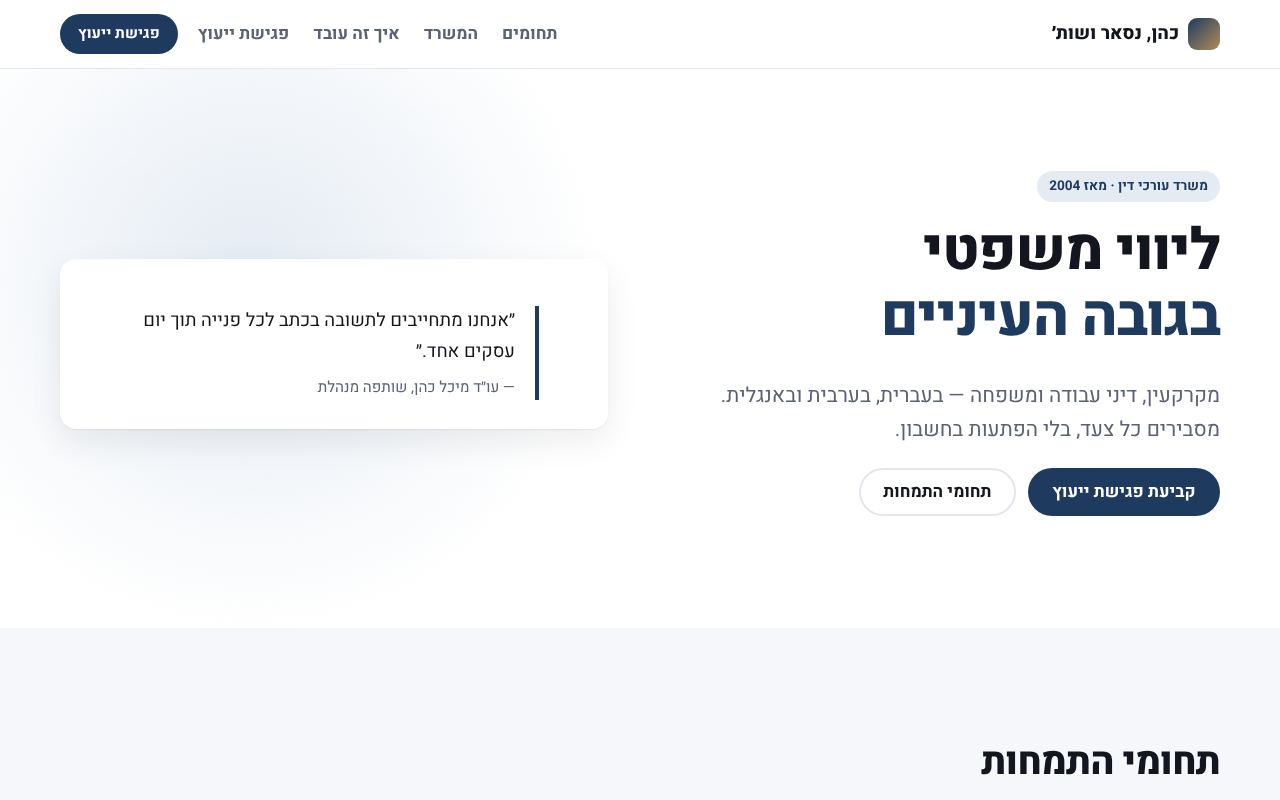 כהן, נסאר ושות׳
תחומים
המשרד
איך זה עובד
פגישת ייעוץ
פגישת ייעוץ
משרד עורכי דין · מאז 2004
ליווי משפטי
בגובה העיניים
מקרקעין, דיני עבודה ומשפחה — בעברית, בערבית ובאנגלית.
מסבירים כל צעד, בלי הפתעות בחשבון.
קביעת פגישת ייעוץ
תחומי התמחות
״אנחנו מתחייבים לתשובה בכתב לכל פנייה תוך יום
עסקים אחד.״
— עו״ד מיכל כהן, שותפה מנהלת
תחומי התמחות